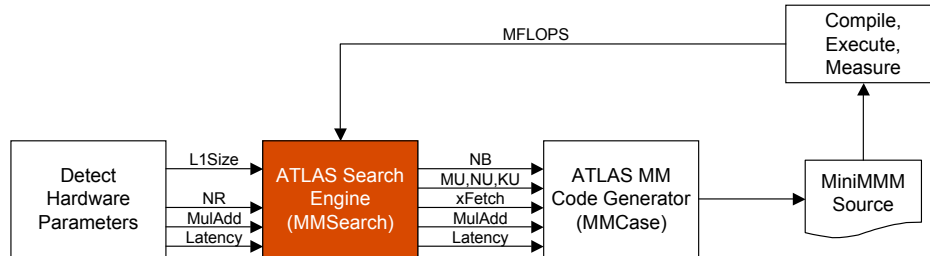 MFLOPS
Compile,
Execute,
Measure
Detect
Hardware
Parameters
L1Size
NR
MulAdd
Latency
ATLAS Search
Engine
(MMSearch)
NB
MU,NU,KU
xFetch
MulAdd
Latency
ATLAS MM
Code Generator
(MMCase)
MiniMMM
Source